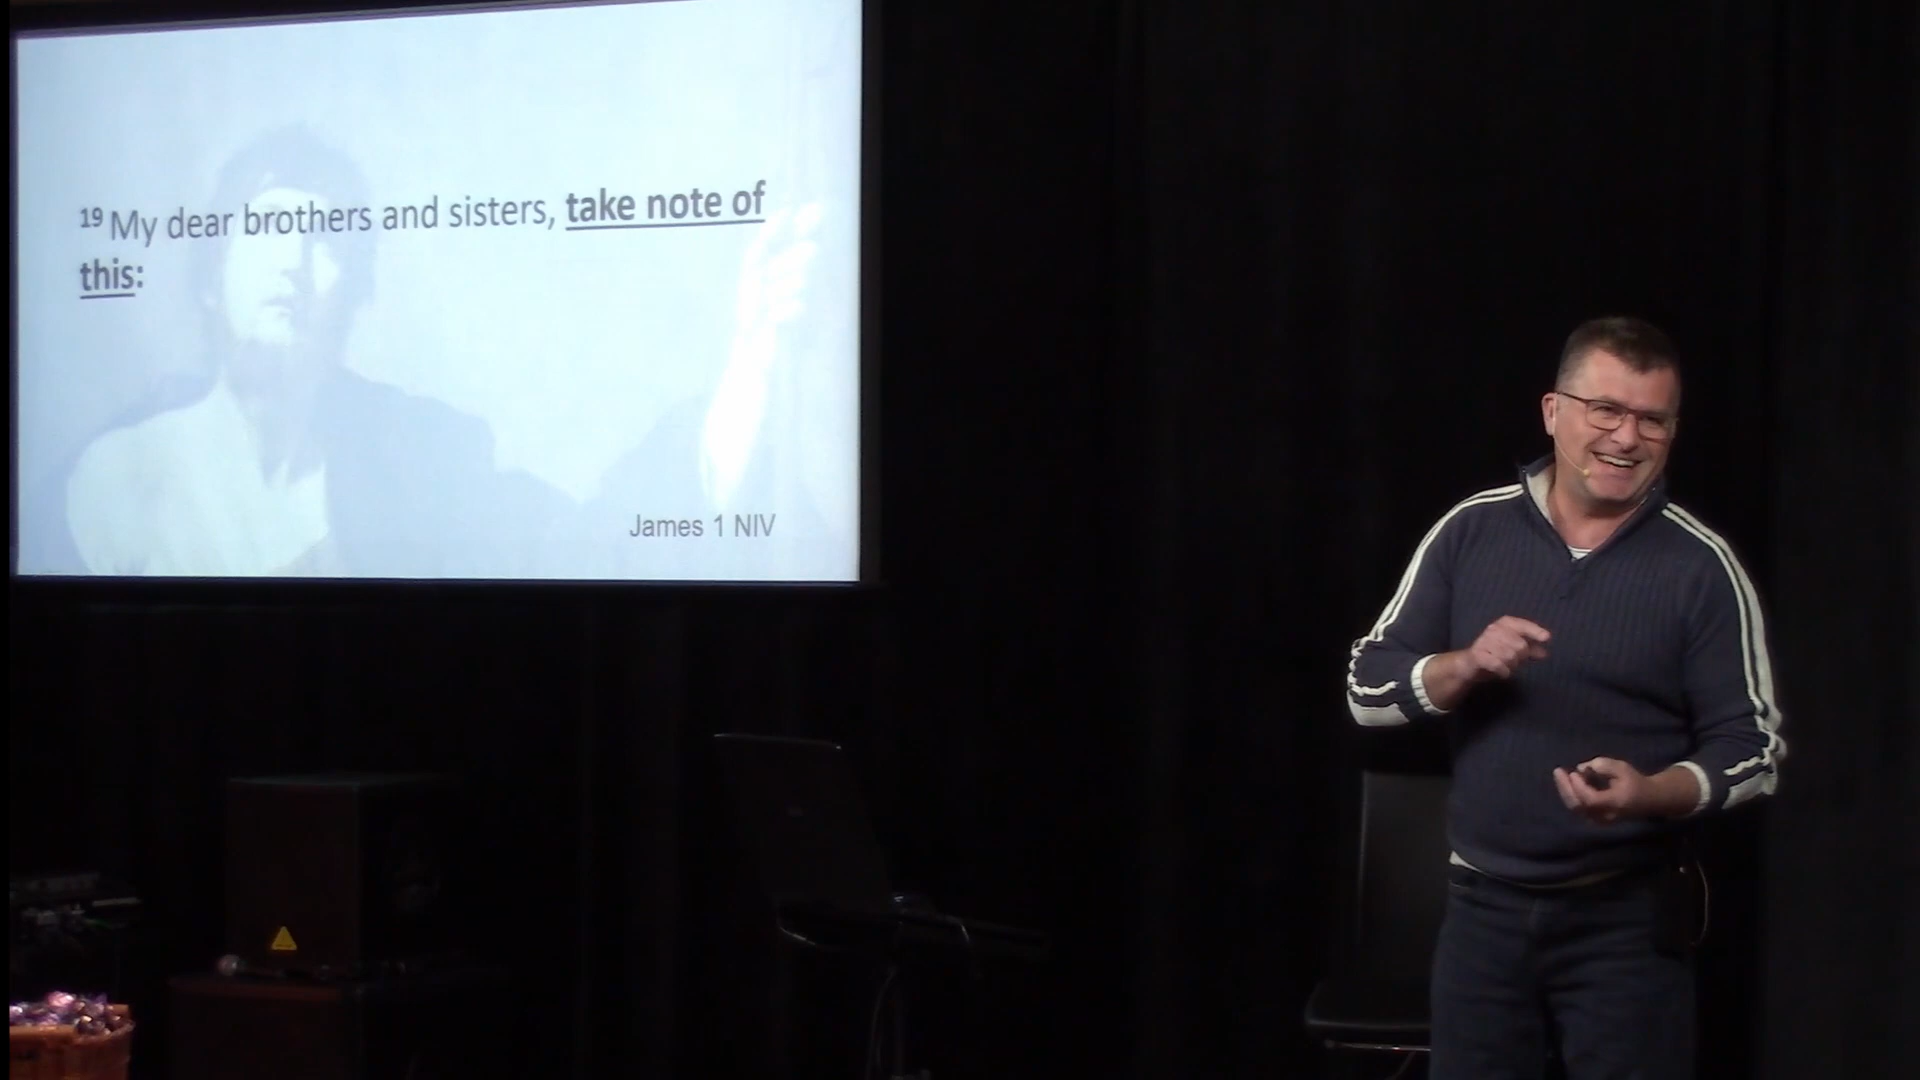 ¹⁹ My dear brothers and sisters, take note of
this:
James 1 NIV